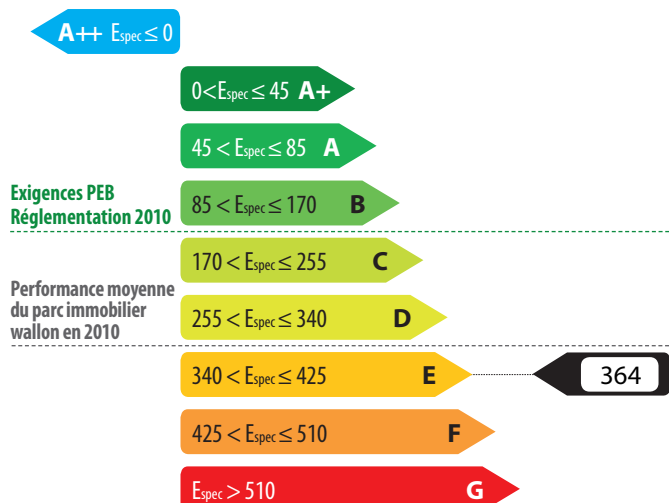 A++ Espec ≤ 0
0<Espec ≤ 45 A+
45 < Espec ≤ 85 A
Exigences PEB
Réglementation 2010
85 < Espec ≤ 170 B
170 < Espec ≤ 255 C
Performance moyenne
du parc immobilier
wallon en 2010
255 < Espec ≤ 340 D
340 < Espec ≤ 425 E
364
425 < Espec ≤ 510 F
Espec > 510 G